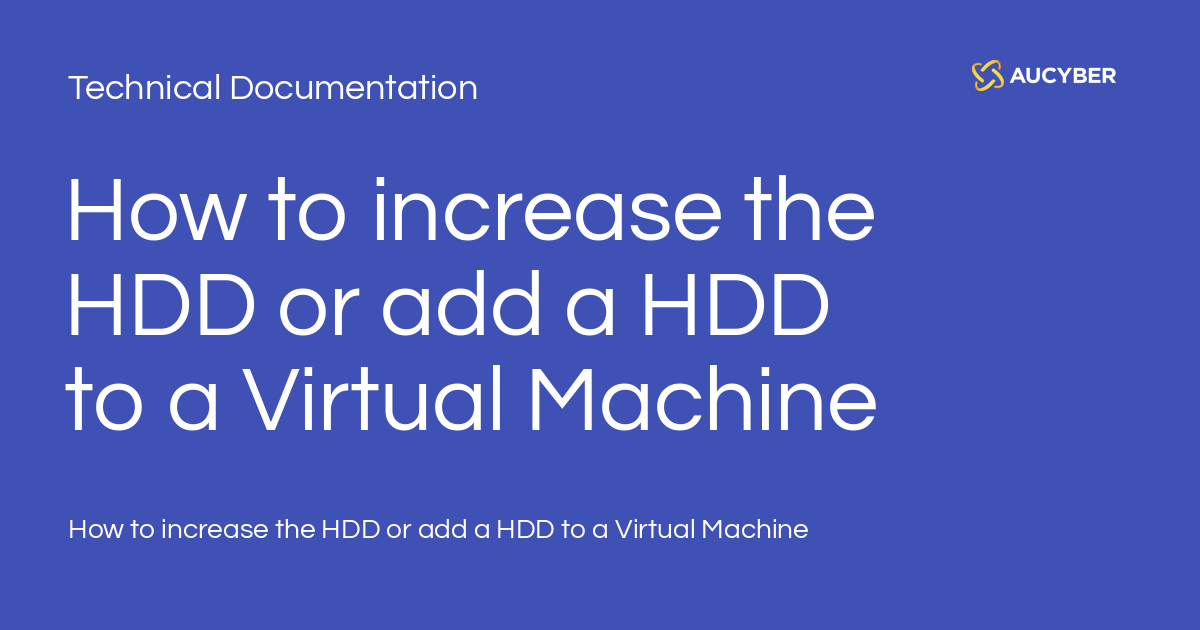 Technical Documentation
AUCYBER
How to increase the
HDD or add a HDD
to a Virtual Machine
How to increase the HDD or add a HDD to a Virtual Machine